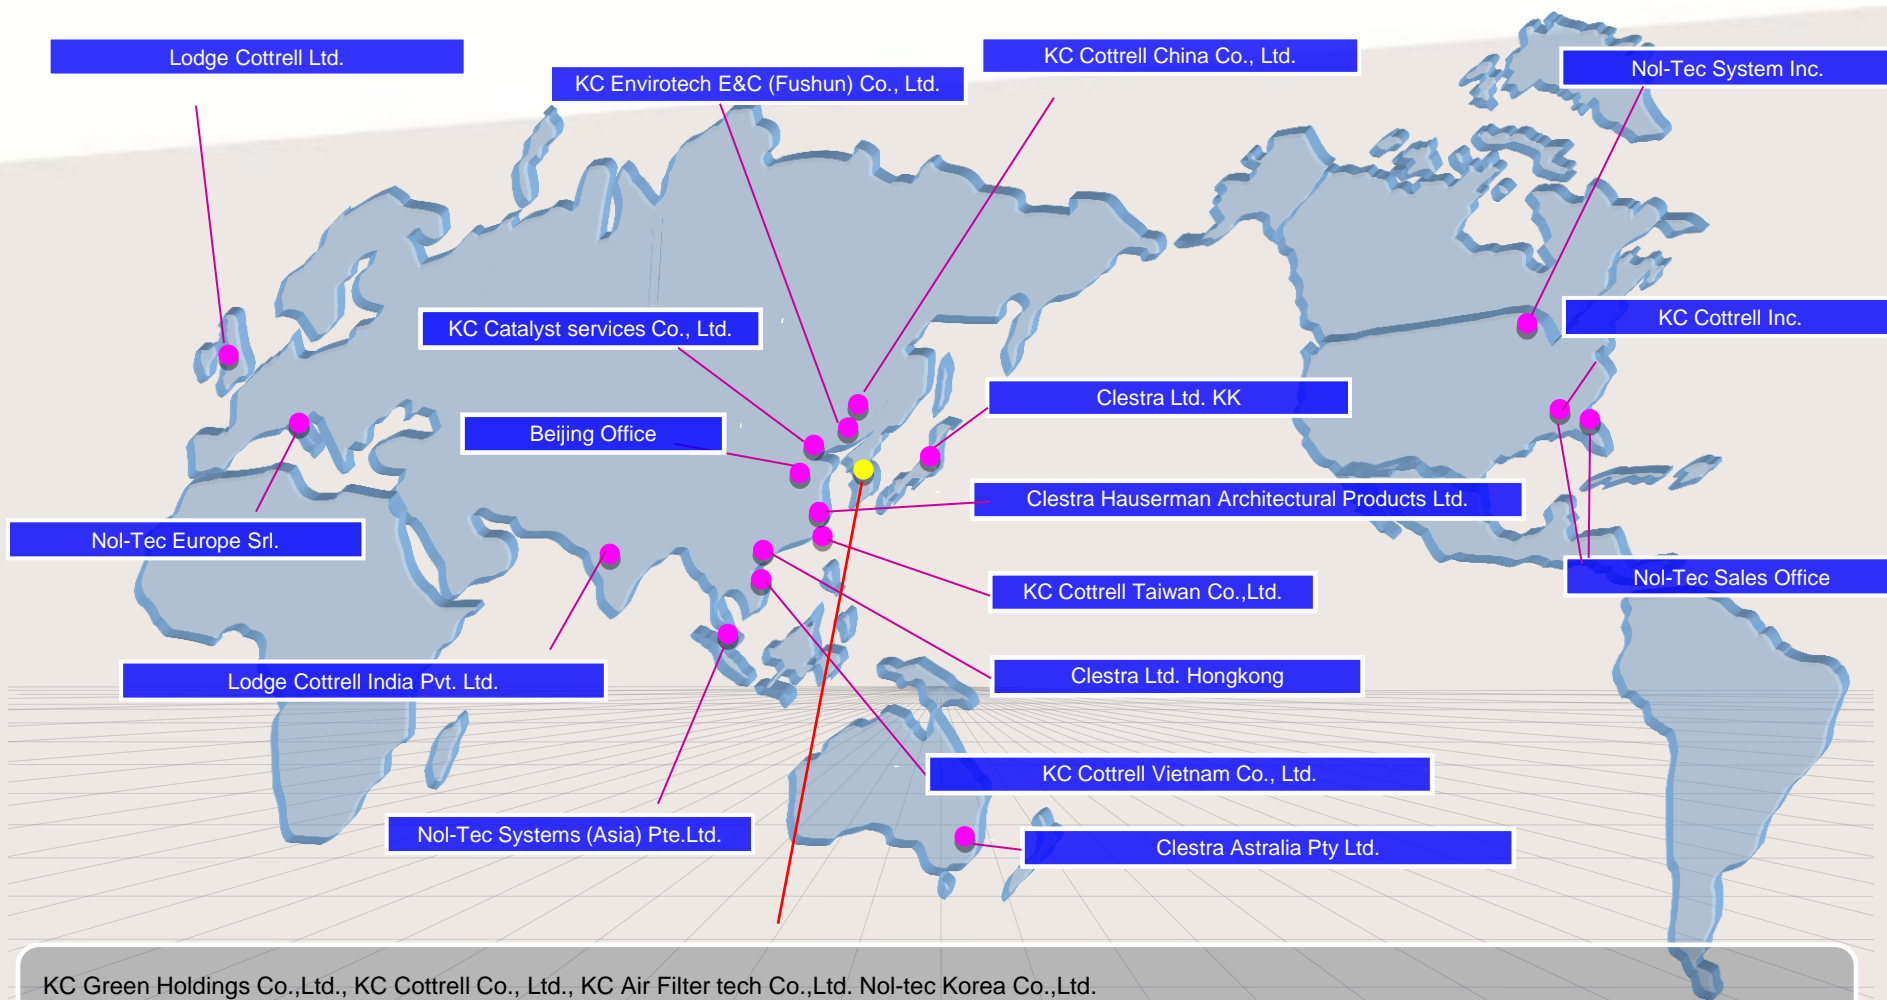 Lodge Cottrell Ltd.
KC Envirotech E&C (Fushun) Co., Ltd.
KC Cottrell China Co., Ltd.
Nol-Tec System Inc.
KC Catalyst services Co., Ltd.
KC Cottrell Inc.
Clestra Ltd. KK
Beijing Office
Clestra Hauserman Architectural Products Ltd.
Nol-Tec Europe Srl.
Nol-Tec Sales Office
KC Cottrell Taiwan Co.,Ltd.
Clestra Ltd. Hongkong
Lodge Cottrell India Pvt. Ltd.
KC Cottrell Vietnam Co., Ltd.
Nol-Tec Systems (Asia) Pte.Ltd.
Clestra Astralia Pty Ltd.
KC Green Holdings Co.,Ltd., KC Cottrell Co., Ltd., KC Air Filter tech Co.,Ltd. Nol-tec Korea Co.,Ltd.